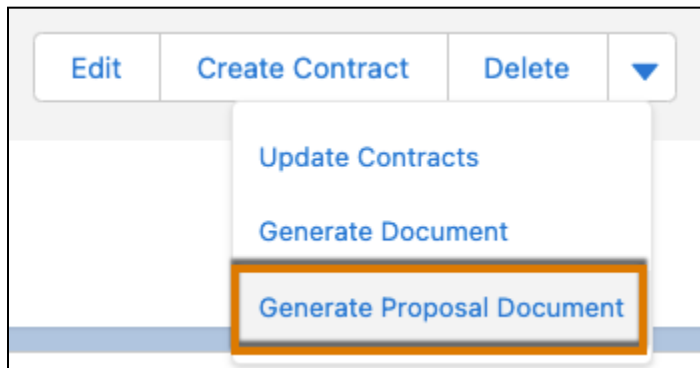 Edit Create Contract Delete
Update Contracts
Generate Document
Generate Proposal Document